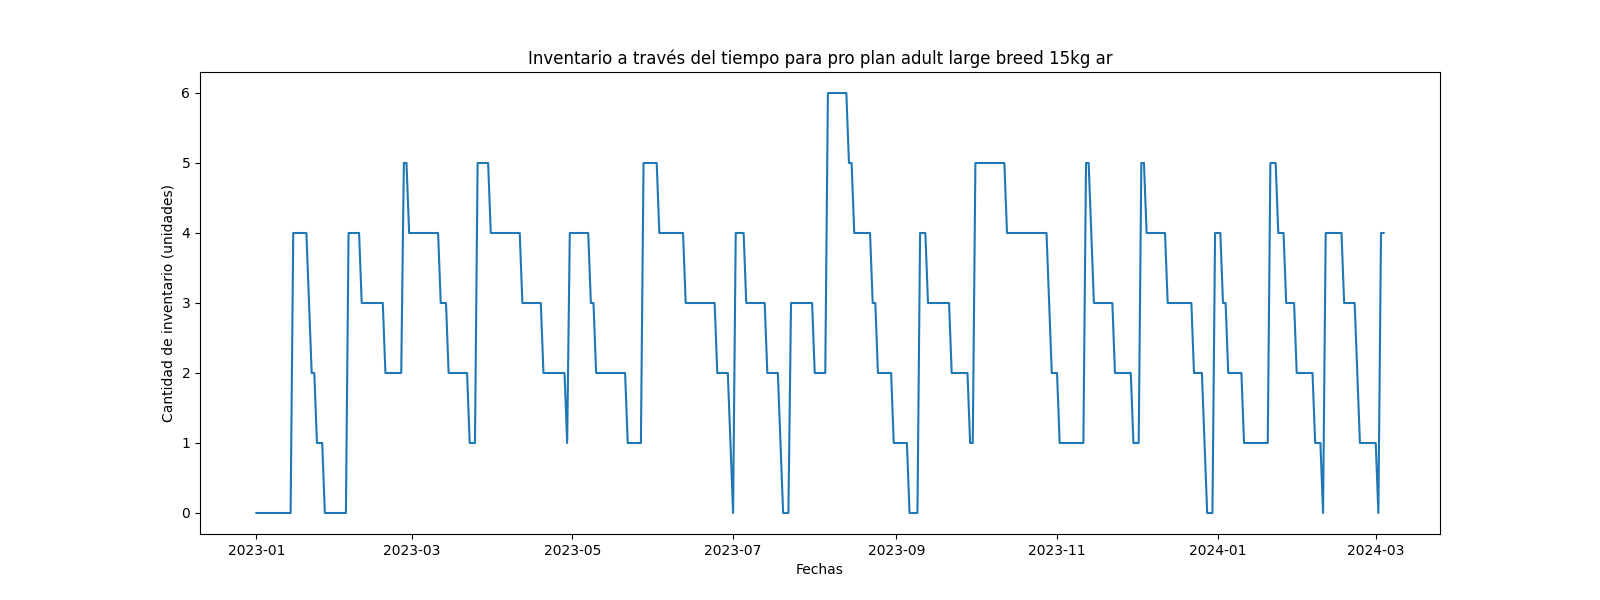 Inventario a través del tiempo para pro plan adult large breed 15kg ar
Cantidad de inventario (unidades)
6
5
4
3
2
1
0
2023-01 2023-03 2023-05 2023-07 2023-09 2023-11 2024-01 2024-03
Fechas